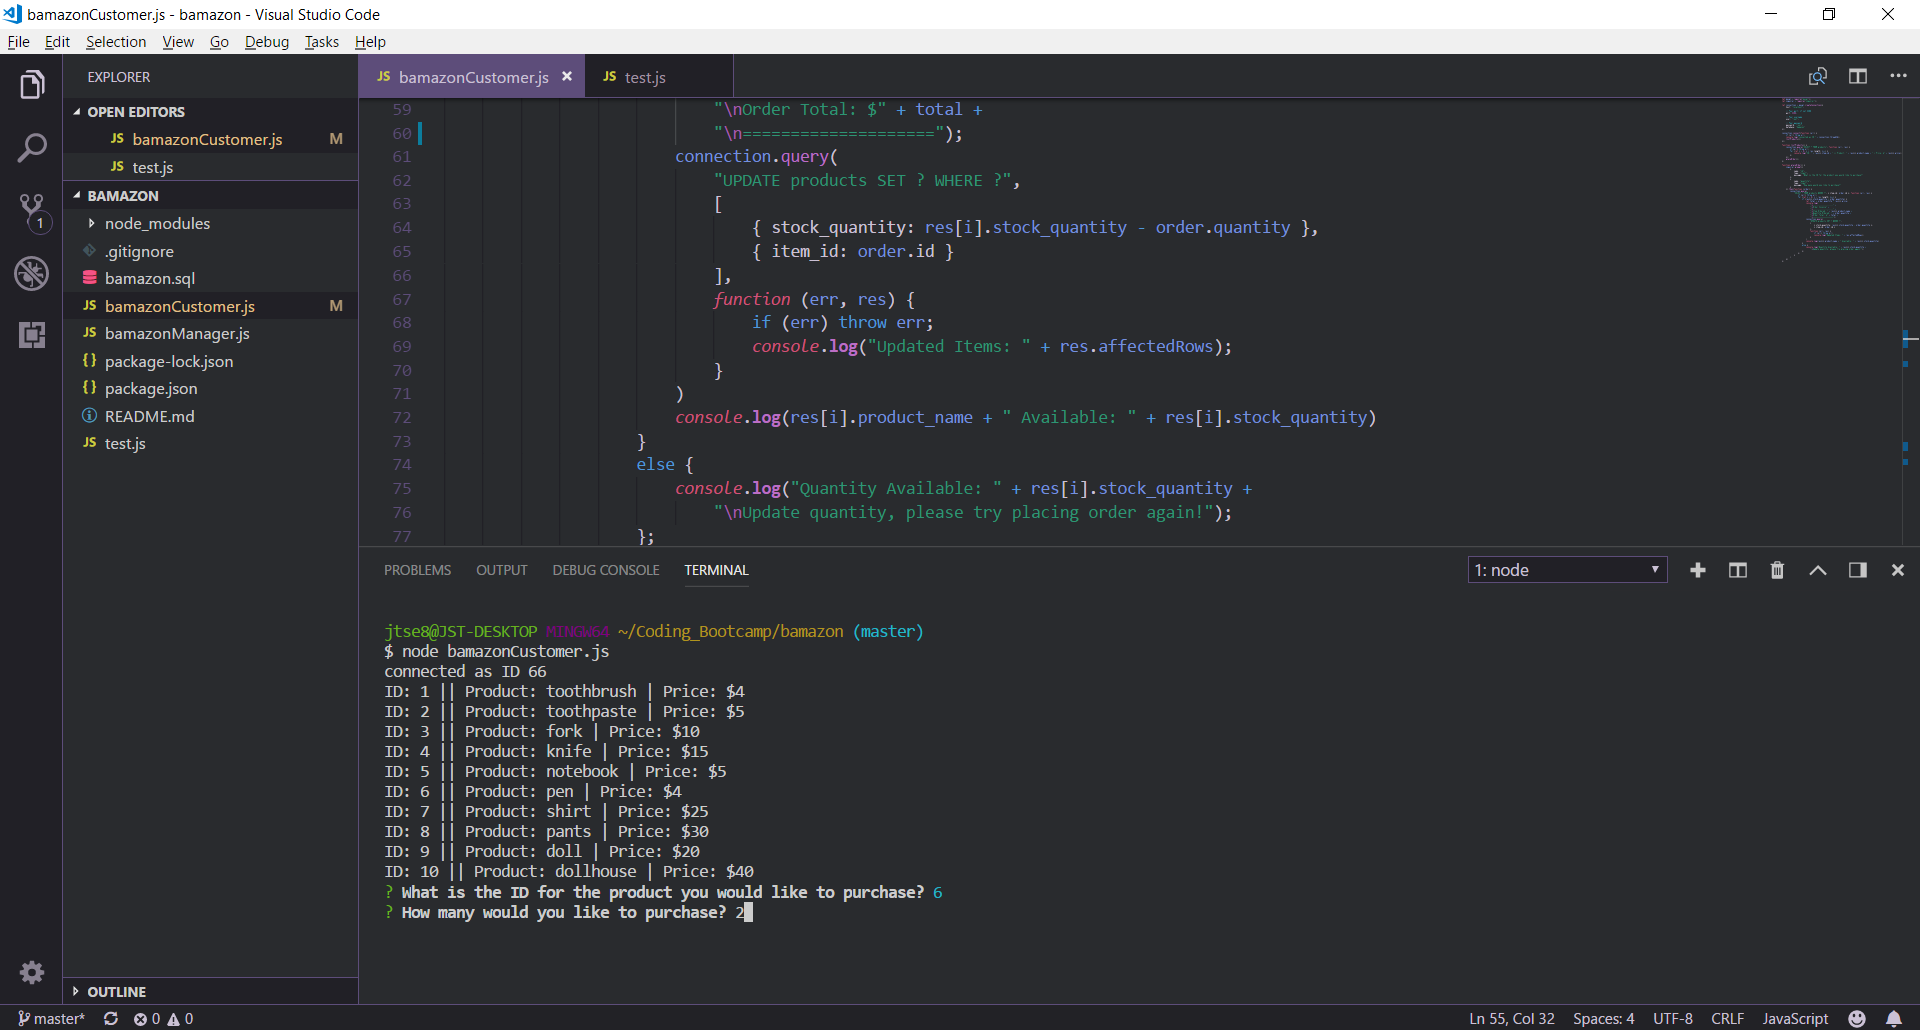 bamazonCustomer.js - bamazon - Visual Studio Code
File Edit Selection View Go Debug Tasks Help
EXPLORER
OPEN EDITORS
JS bamazonCustomer.js M
JS test.js
BAMAZON
node_modules
.gitignore
bamazon.sql
JS bamazonCustomer.js M
JS bamazonManager.js
{} package-lock.json
{} package.json
README.md
JS test.js
OUTLINE
1
JS bamazonCustomer.js × JS test.js
59 "\nOrder Total: $" + total +
60 "\n====================");
61 connection.query(
62 "UPDATE products SET ? WHERE ?",
63 [
64 { stock_quantity: res[i].stock_quantity - order.quantity },
65 { item_id: order.id }
66 ],
67 function (err, res) {
68 if (err) throw err;
69 console.log("Updated Items: " + res.affectedRows);
70 }
71 )
72 console.log(res[i].product_name + " Available: " + res[i].stock_quantity)
73 }
74 else {
75 console.log("Quantity Available: " + res[i].stock_quantity +
76 "\nUpdate quantity, please try placing order again!");
77 };
PROBLEMS OUTPUT DEBUG CONSOLE TERMINAL 1: node
jtse8@JST-DESKTOP MINGW64 ~/Coding_Bootcamp/bamazon (master)
$ node bamazonCustomer.js
connected as ID 66
ID: 1 || Product: toothbrush | Price: $4
ID: 2 || Product: toothpaste | Price: $5
ID: 3 || Product: fork | Price: $10
ID: 4 || Product: knife | Price: $15
ID: 5 || Product: notebook | Price: $5
ID: 6 || Product: pen | Price: $4
ID: 7 || Product: shirt | Price: $25
ID: 8 || Product: pants | Price: $30
ID: 9 || Product: doll | Price: $20
ID: 10 || Product: dollhouse | Price: $40
? What is the ID for the product you would like to purchase? 6
? How many would you like to purchase? 2
master* 0 0 Ln 55, Col 32 Spaces: 4 UTF-8 CRLF JavaScript